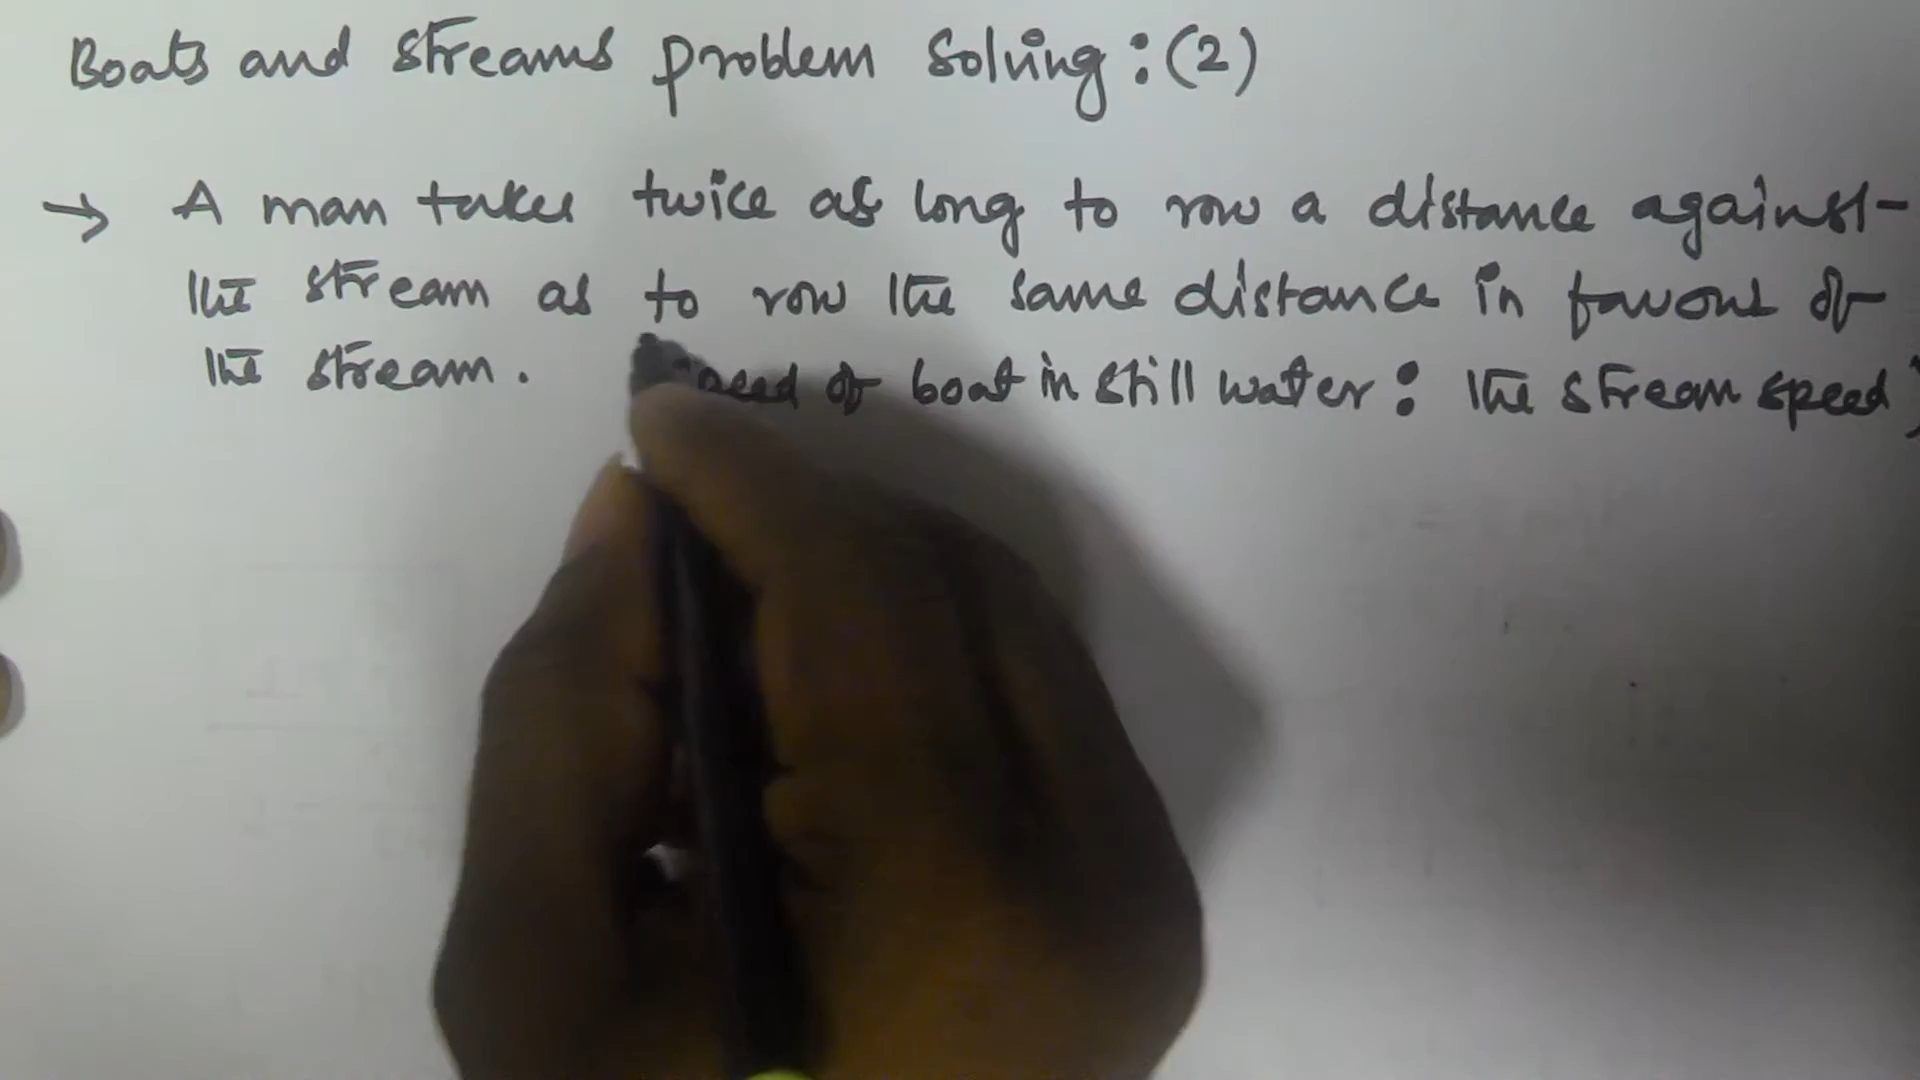 Boats and streams problem solving : (2)
→ A man takes twice as long to row a distance against
the stream as to row the same distance in favour of
the stream. of boat in still water : the stream speed